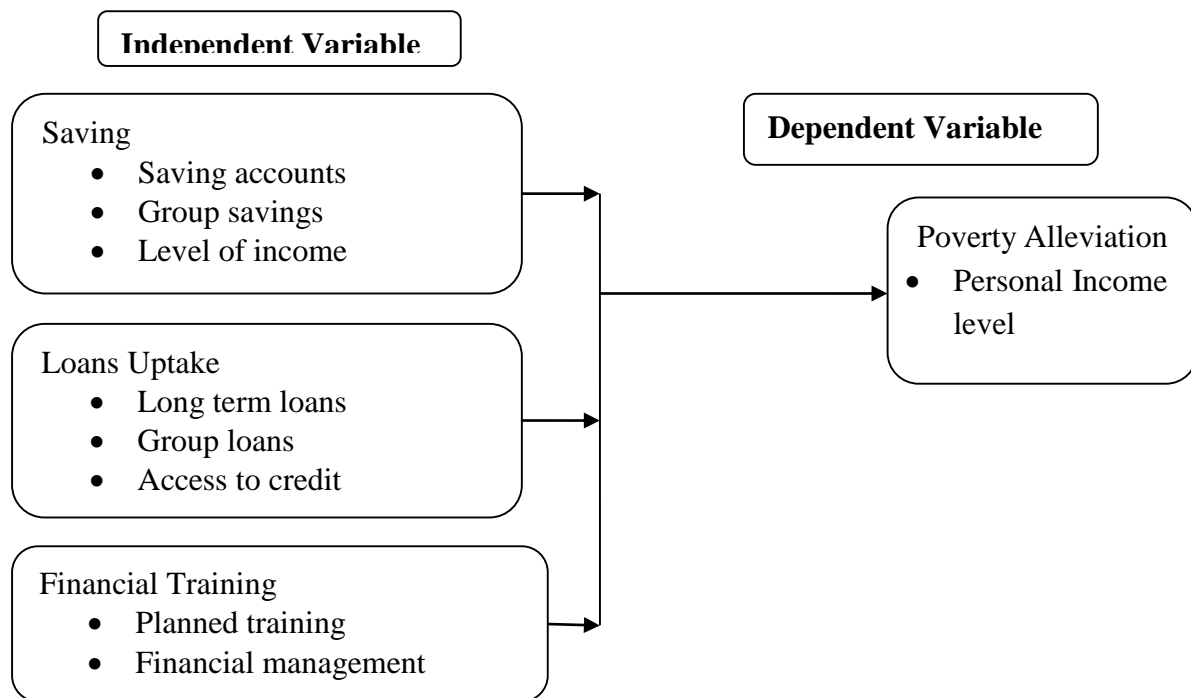 Independent Variable
Saving
• Saving accounts
• Group savings
• Level of income
Loans Uptake
• Long term loans
• Group loans
• Access to credit
Financial Training
• Planned training
• Financial management
Dependent Variable
Poverty Alleviation
• Personal Income
level